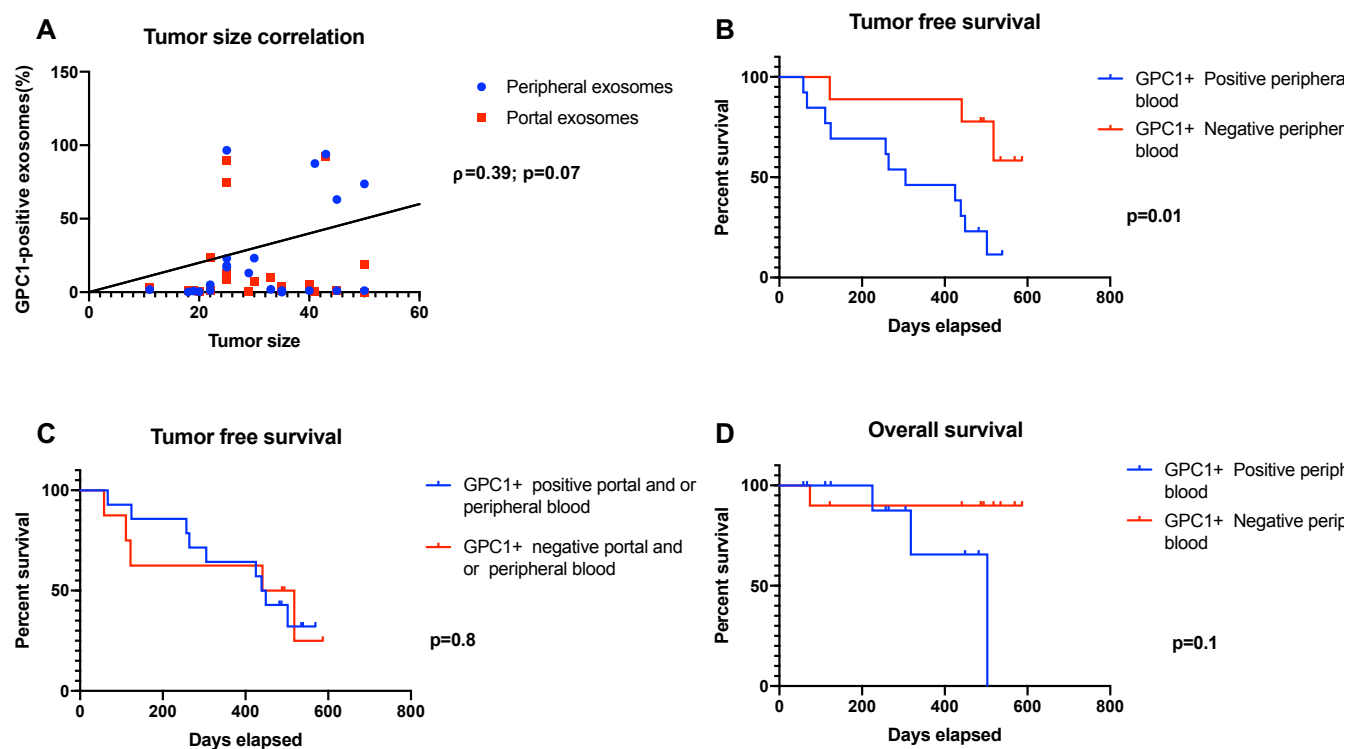 A
Tumor size correlation
GPC1-positive exosomes(%)
150
100
50
0
0
20
40
60
Tumor size
Peripheral exosomes
Portal exosomes
ρ=0.39; p=0.07
B
Tumor free survival
Percent survival
100
50
0
0
200
400
600
800
Days elapsed
GPC1+ Positive periphera
blood
GPC1+ Negative peripher
blood
p=0.01
C
Tumor free survival
Percent survival
100
50
0
0
200
400
600
800
Days elapsed
GPC1+ positive portal and or
peripheral blood
GPC1+ negative portal and
or peripheral blood
p=0.8
D
Overall survival
Percent survival
100
50
0
0
200
400
600
800
Days elapsed
GPC1+ Positive periph
blood
GPC1+ Negative perip
blood
p=0.1